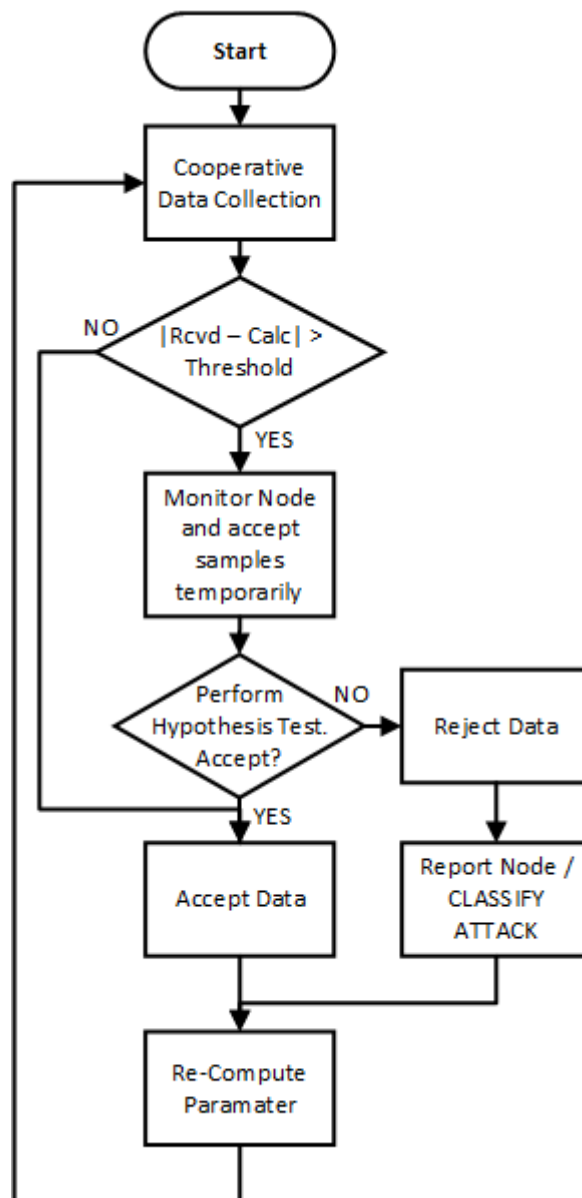 Start
Cooperative
Data Collection
NO
|Rcvd – Calc| >
Threshold
YES
Monitor Node
and accept
samples
temporarily
Perform
Hypothesis Test.
Accept?
NO
Reject Data
YES
Accept Data
Report Node /
CLASSIFY
ATTACK
Re-Compute
Paramater